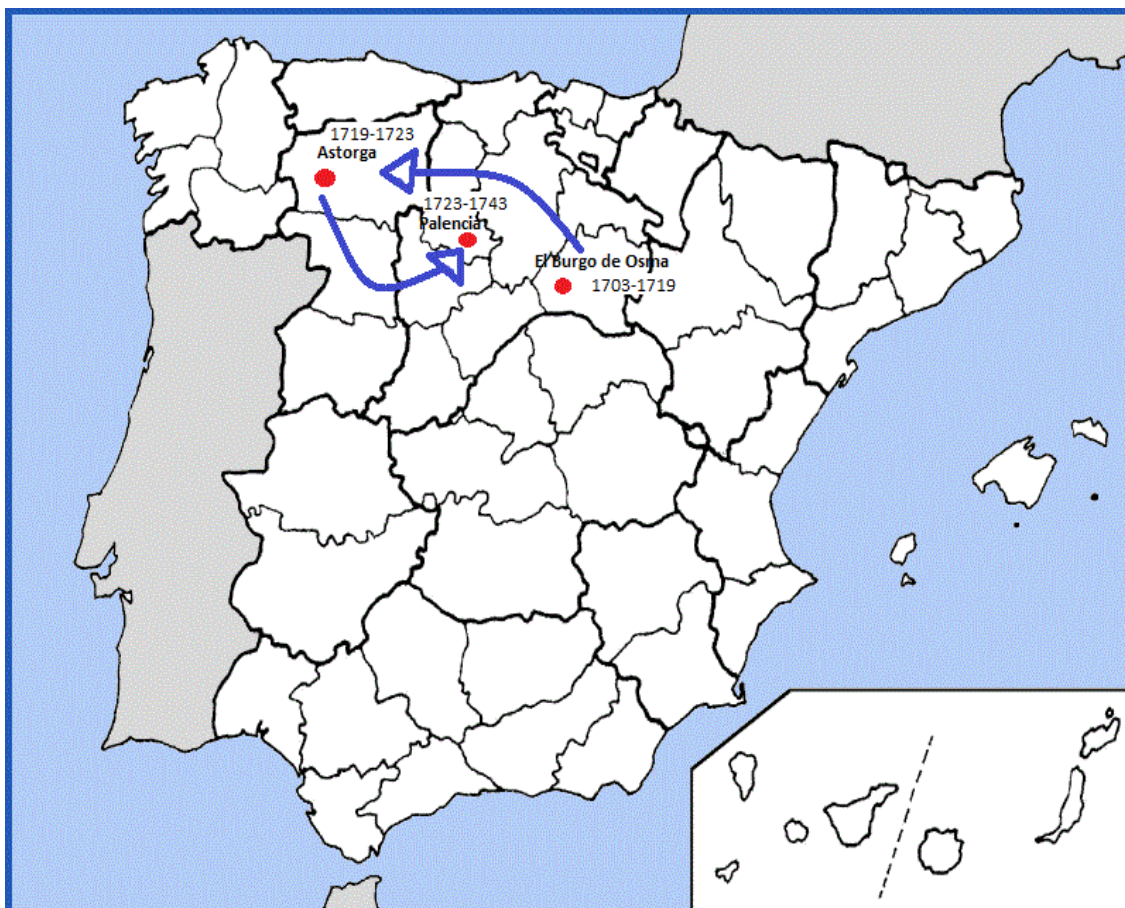 1719-1723
Astorga
1723-1743
Palencia
El Burgo de Osma
1703-1719